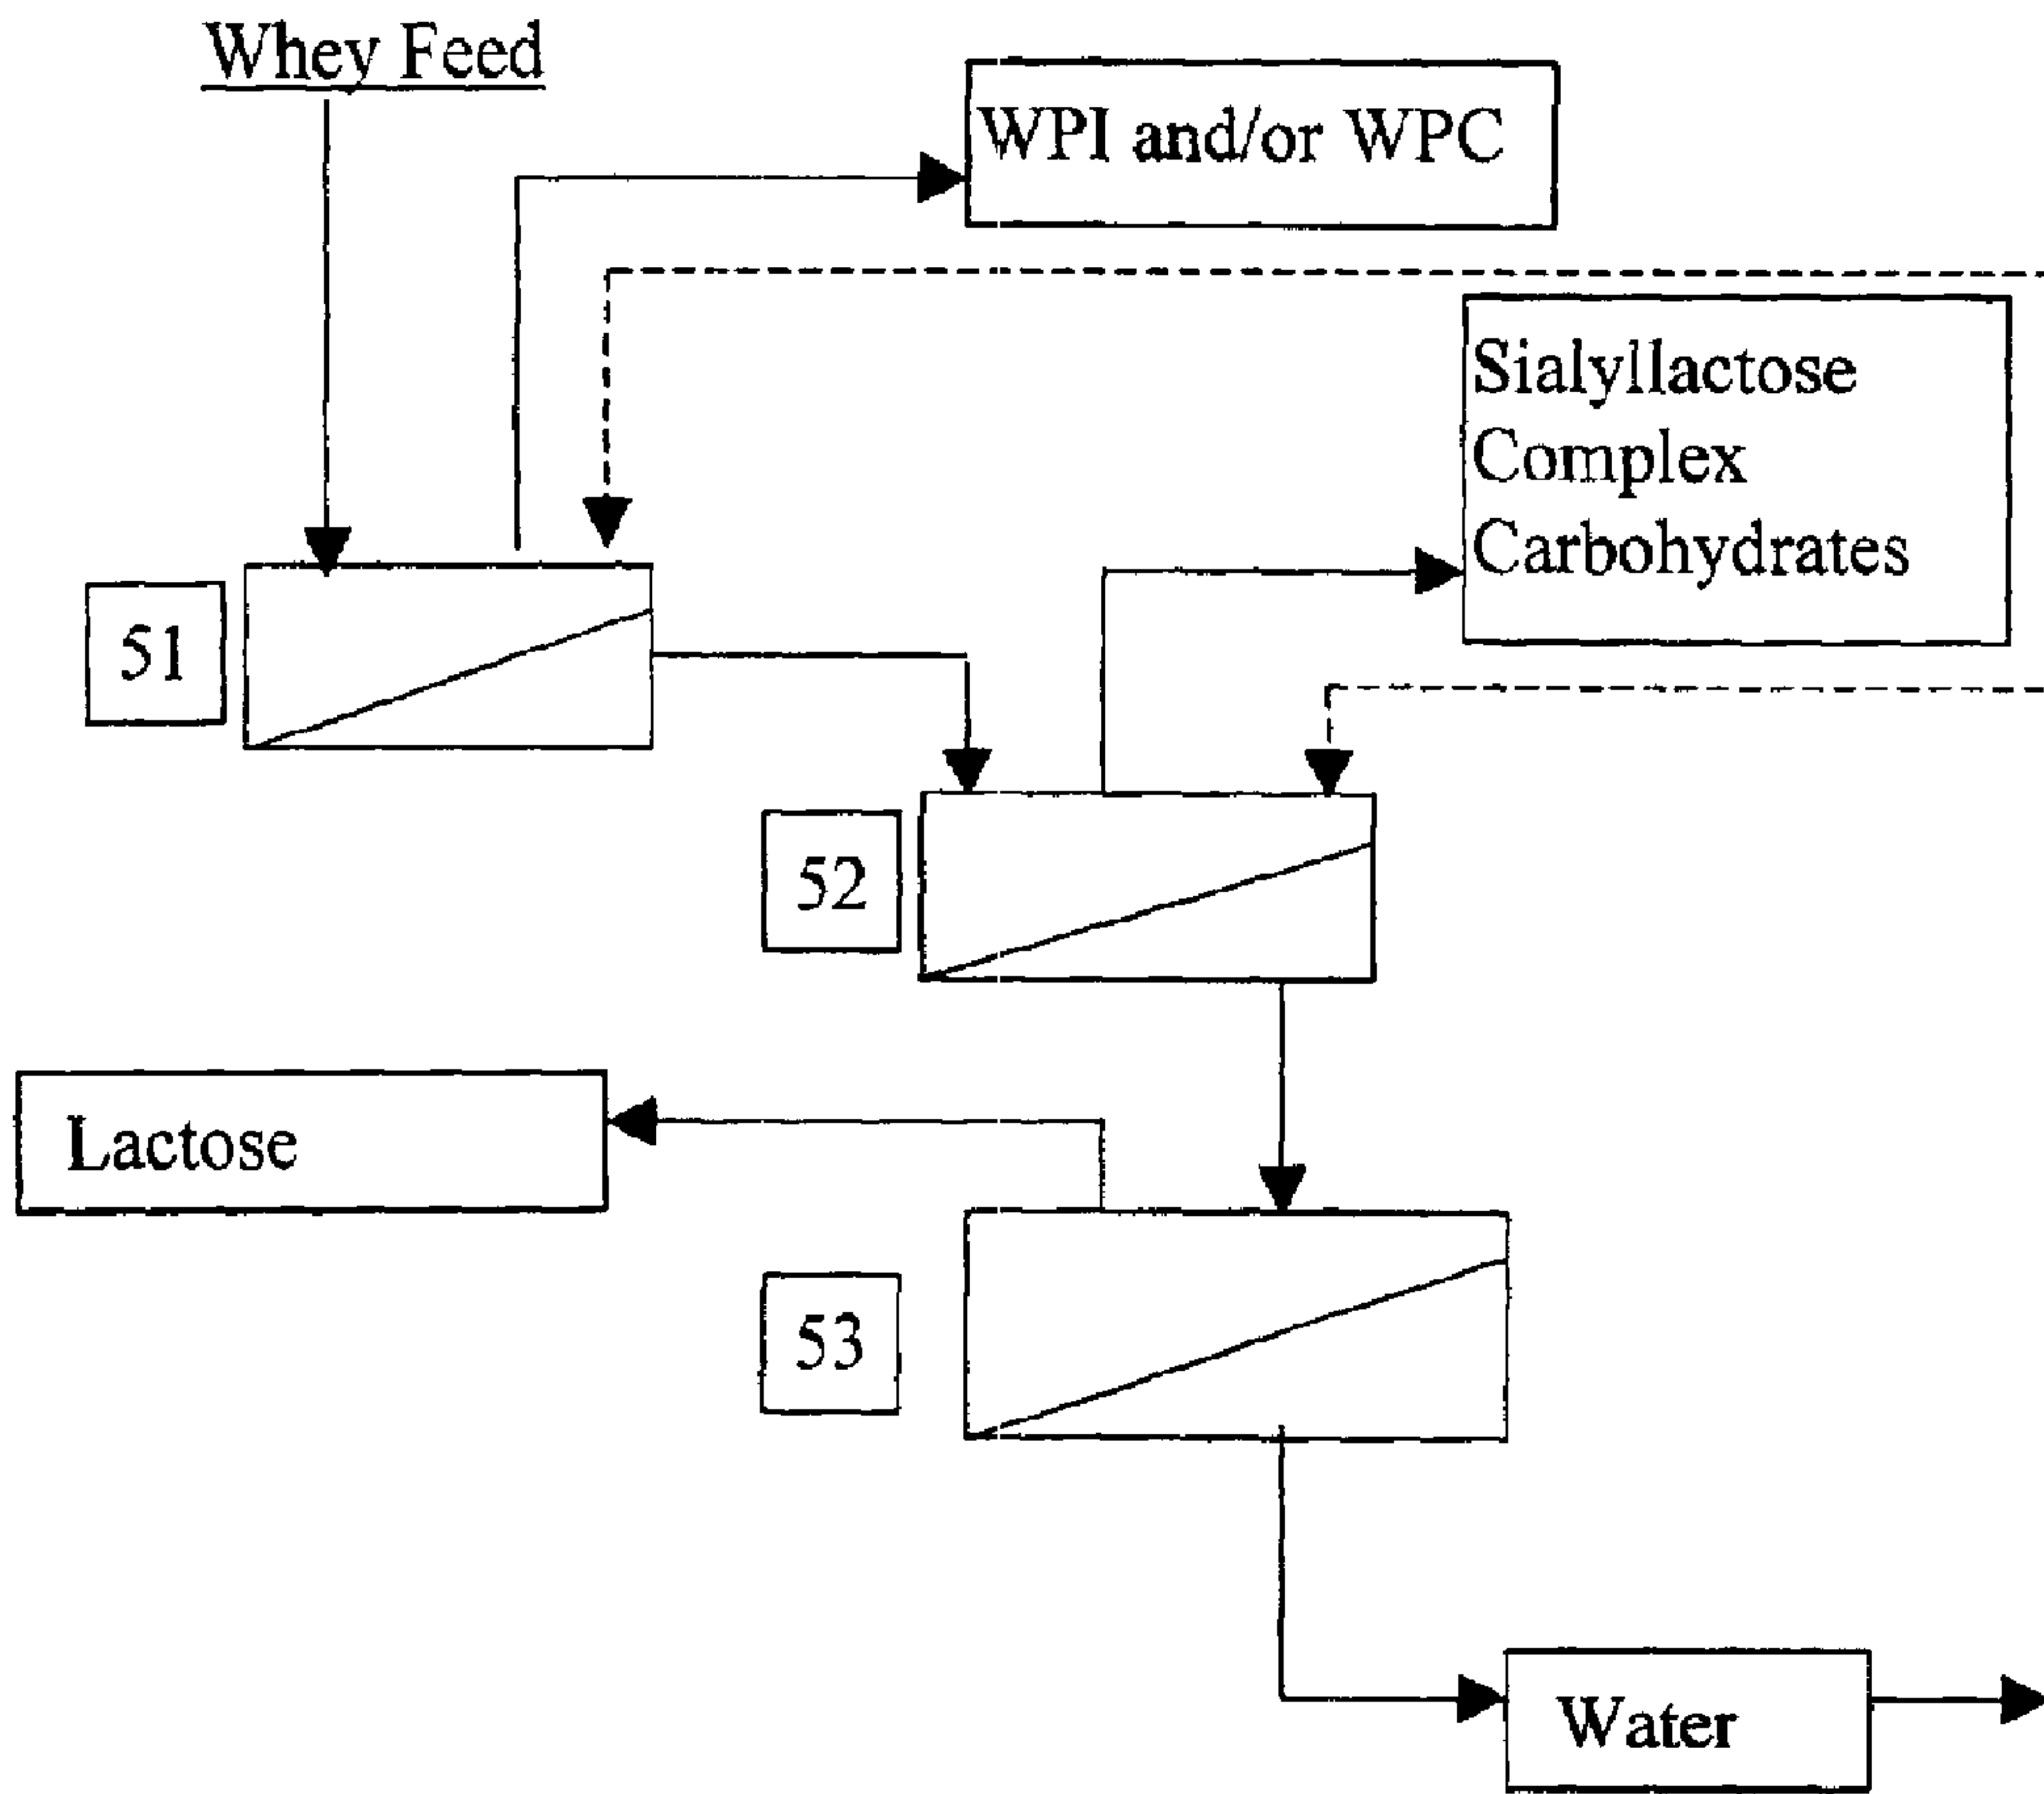 Whey Feed
WPI and/or WPC
Sialyllactose
Complex
Carbohydrates
51
52
Lactose
53
Water